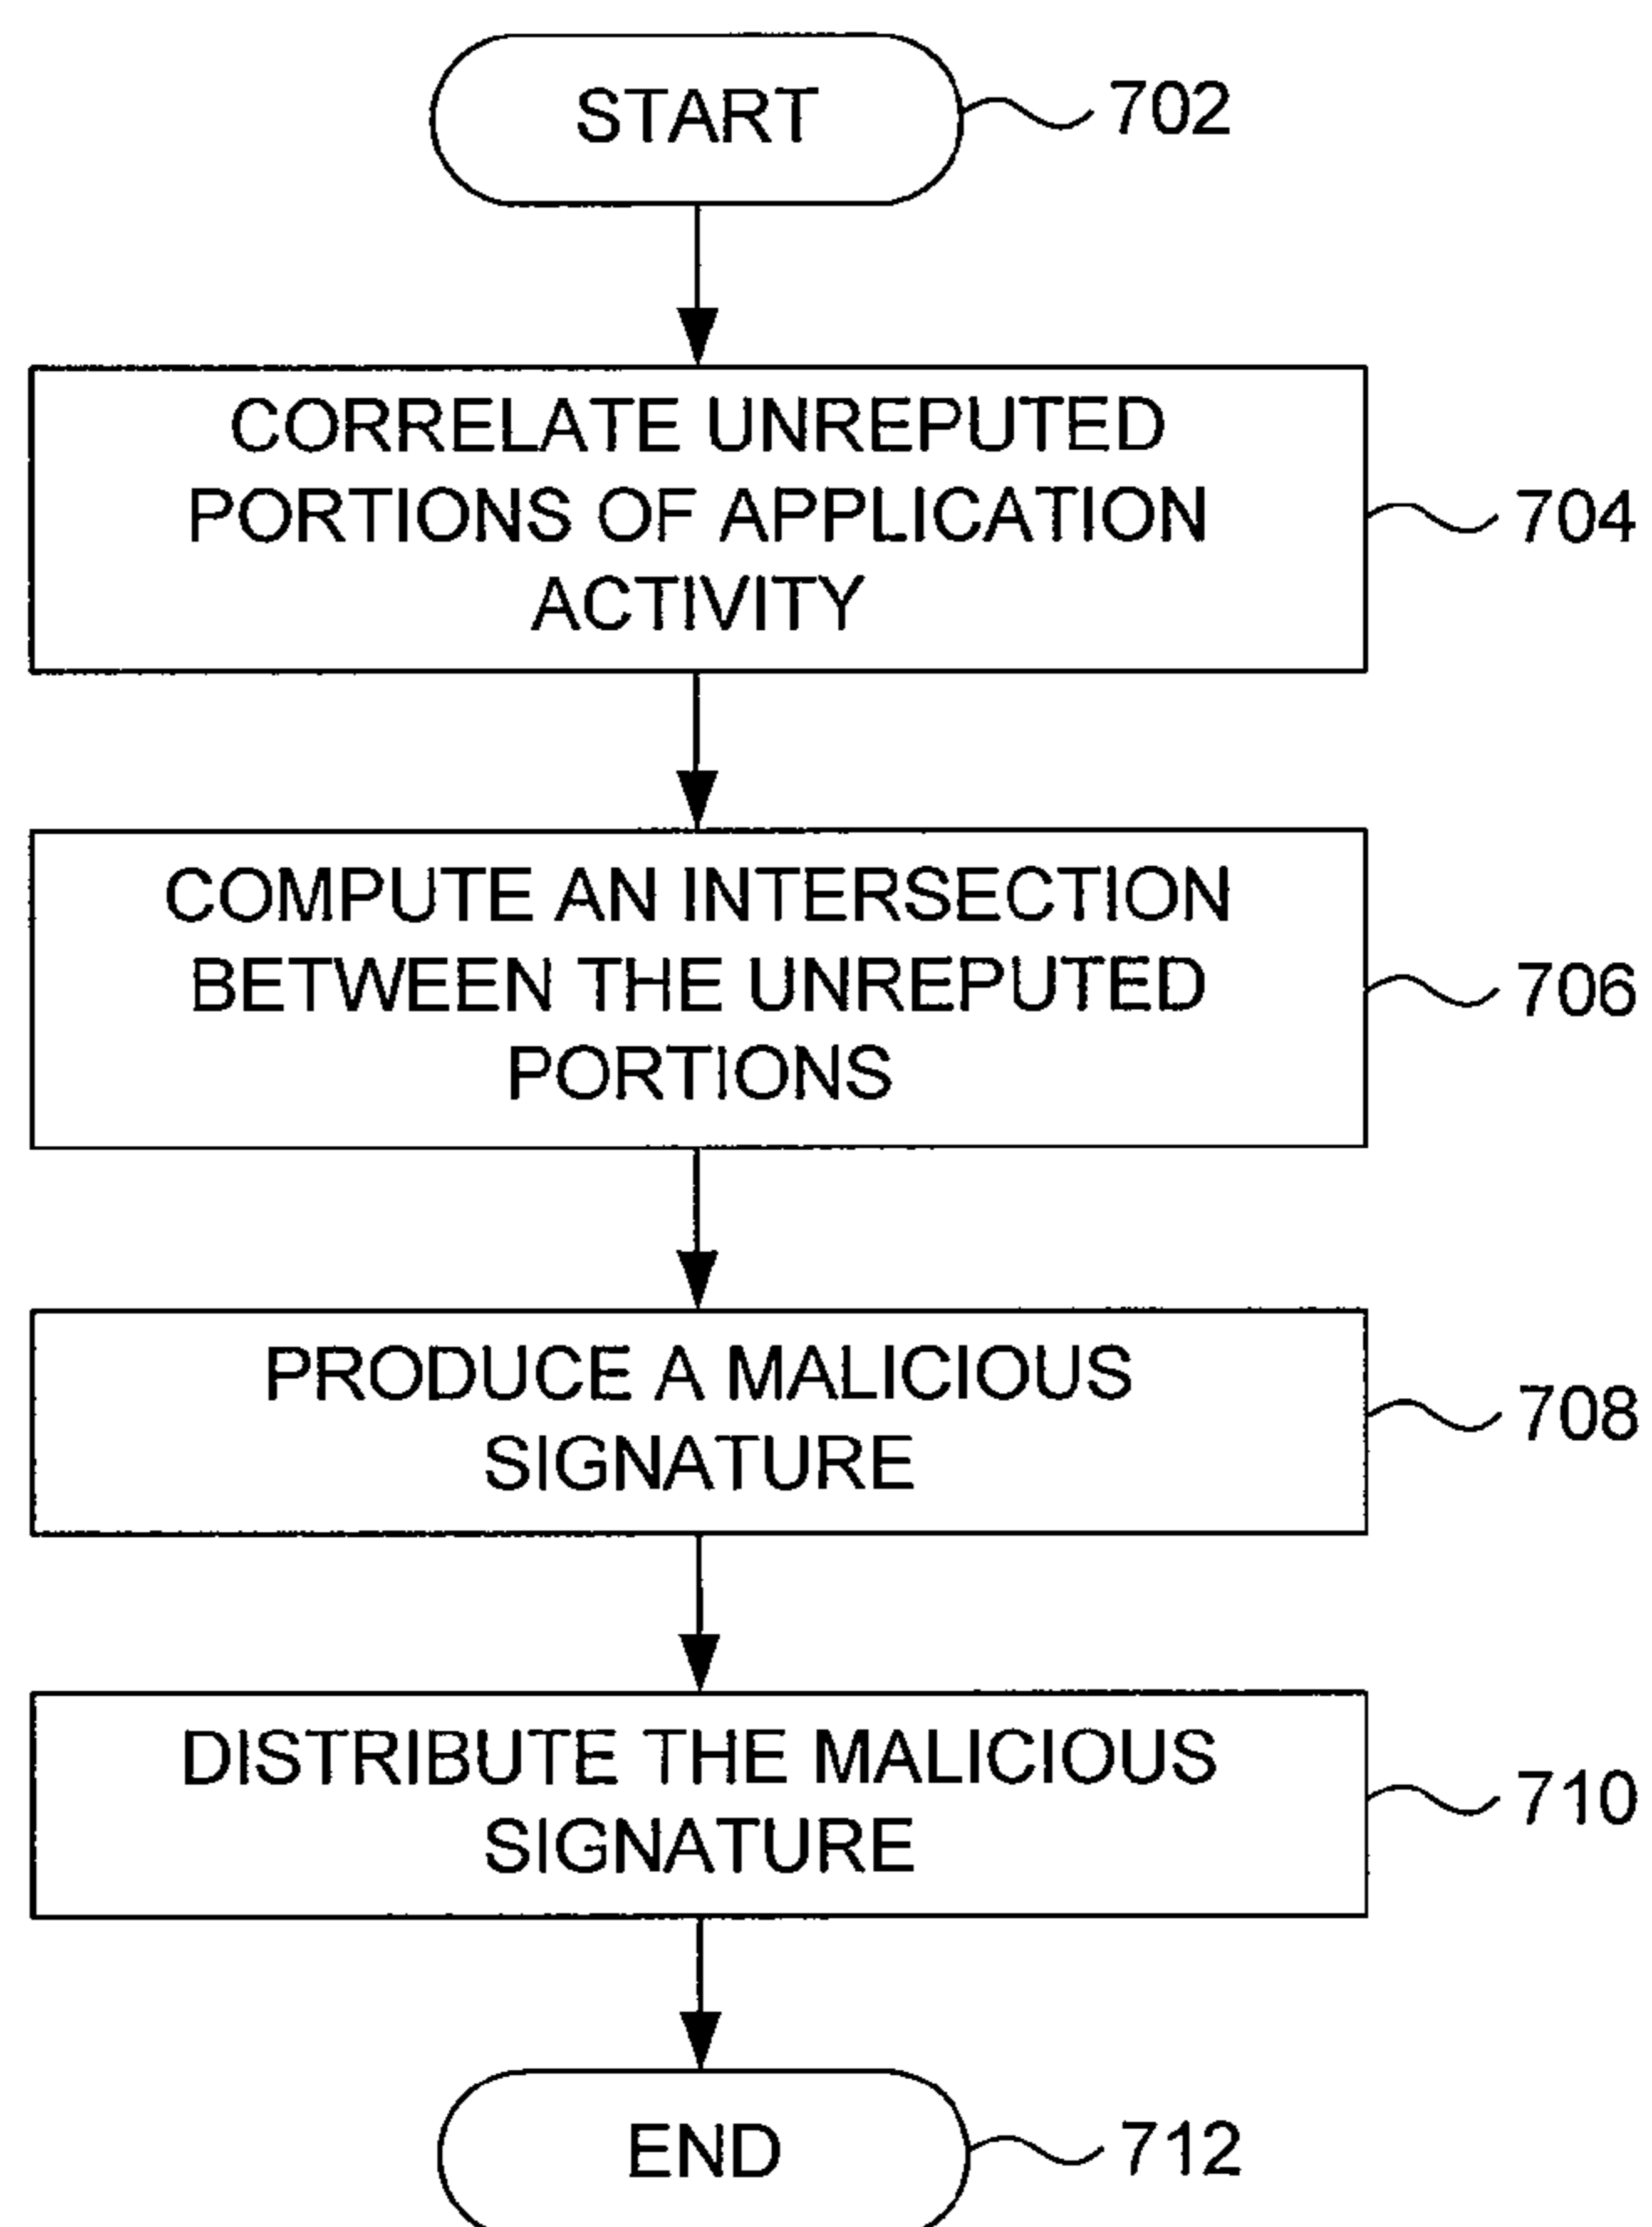 START
702
CORRELATE UNREPUTED
PORTIONS OF APPLICATION
ACTIVITY
704
COMPUTE AN INTERSECTION
BETWEEN THE UNREPUTED
PORTIONS
706
PRODUCE A MALICIOUS
SIGNATURE
708
DISTRIBUTE THE MALICIOUS
SIGNATURE
710
END
712